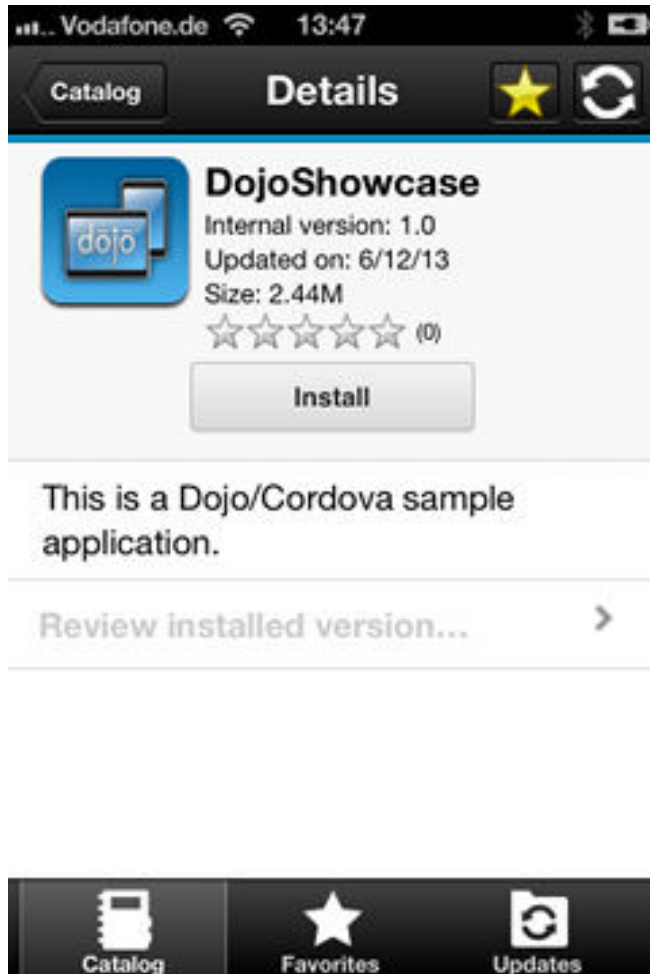 Vodafone.de 13:47
Catalog Details
dōjō
DojoShowcase
Internal version: 1.0
Updated on: 6/12/13
Size: 2.44M
(0)
Install
This is a Dojo/Cordova sample
application.
Review installed version...
Catalog Favorites Updates